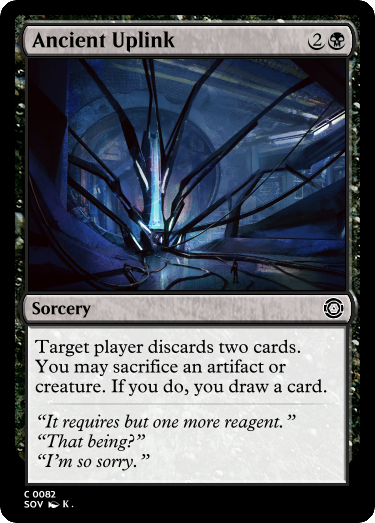 Ancient Uplink 2
Sorcery
Target player discards two cards.
You may sacrifice an artifact or
creature. If you do, you draw a card.
“It requires but one more reagent.”
“That being?”
“I’m so sorry.”
C 0082
SOV K.